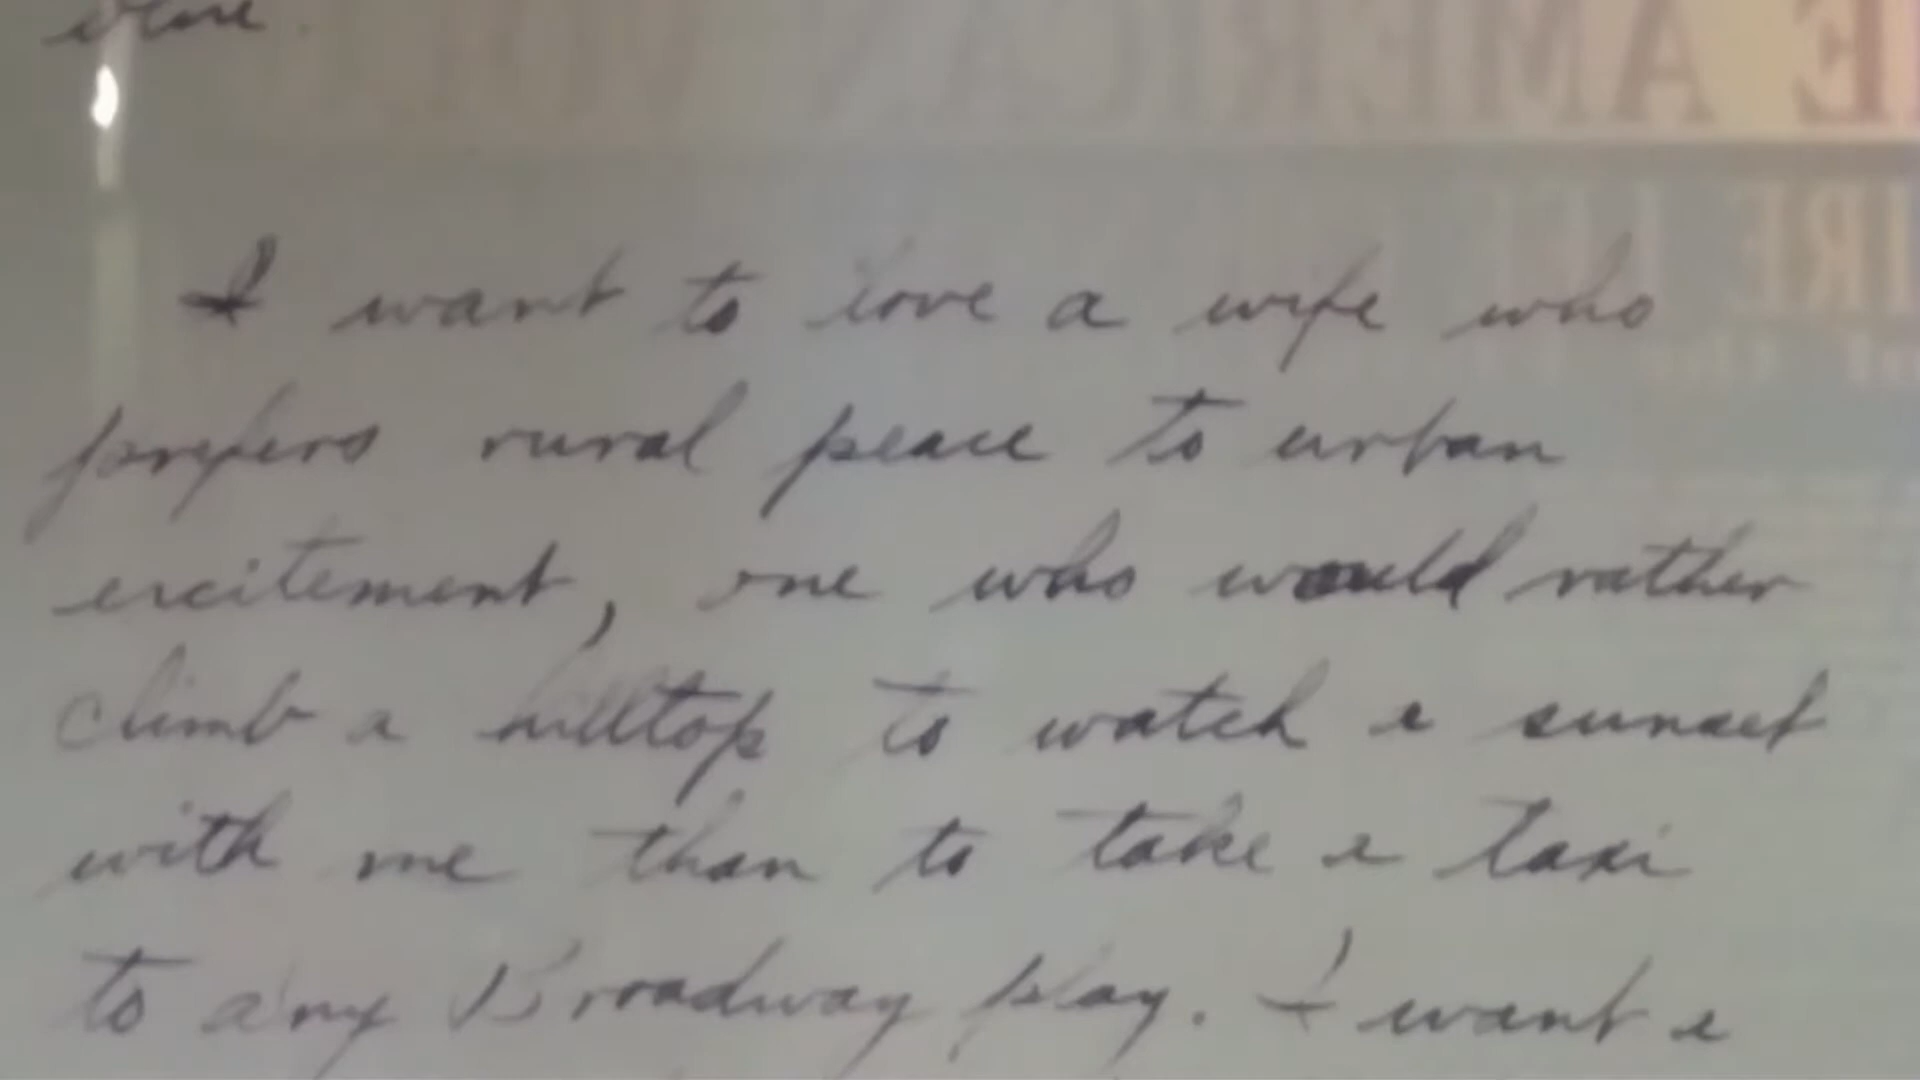 I want to love a wife who
prefers rural peace to urban
excitement, one who would rather
climb a hilltop to watch a sunset
with me than to take a taxi
to any Broadway play. I want a